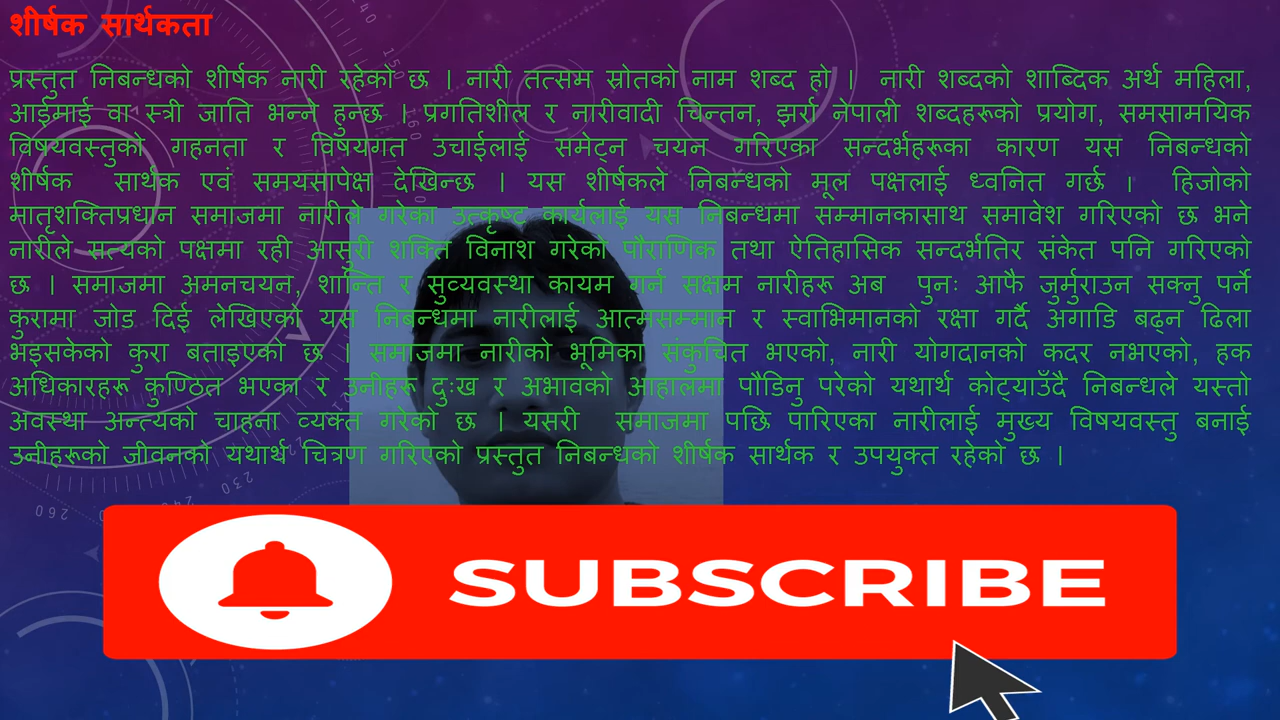 शीर्षक सार्थकता
प्रस्तुत निबन्धको शीर्षक नारी रहेको छ । नारी तत्सम स्रोतको नाम शब्द हो । नारी शब्दको शाब्दिक अर्थ महिला,
आईमाई वा स्त्री जाति भन्ने हुन्छ । प्रगतिशील र नारीवादी चिन्तन, झर्रा नेपाली शब्दहरूको प्रयोग, समसामयिक
विषयवस्तुको गहनता र विषयगत उचाईलाई समेट्न चयन गरिएका सन्दर्भहरूका कारण यस निबन्धको
शीर्षक सार्थक एवं समयसापेक्ष देखिन्छ । यस शीर्षकले निबन्धको मूल पक्षलाई ध्वनित गर्छ । हिजोको
मातृशक्तिप्रधान समाजमा नारीले गरेका उत्कृष्ट कार्यलाई यस निबन्धमा सम्मानकासाथ समावेश गरिएको छ भने
नारीले सत्यको पक्षमा रही आसुरी शक्ति विनाश गरेको पौराणिक तथा ऐतिहासिक सन्दर्भतिर संकेत पनि गरिएको
छ । समाजमा अमनचयन, शान्ति र सुव्यवस्था कायम गर्न सक्षम नारीहरू अब पुनः आफै जुर्मुराउन सक्नु पर्ने
कुरामा जोड दिई लेखिएको यस निबन्धमा नारीलाई आत्मसम्मान र स्वाभिमानको रक्षा गर्दै अगाडि बढ्न ढिला
भइसकेको कुरा बताइएको छ । समाजमा नारीको भूमिका संकुचित भएको, नारी योगदानको कदर नभएको, हक
अधिकारहरू कुण्ठित भएका र उनीहरू दुःख र अभावको आहालमा पौडिनु परेको यथार्थ कोट्याउँदै निबन्धले यस्तो
अवस्था अन्त्यको चाहना व्यक्त गरेको छ । यसरी समाजमा पछि पारिएका नारीलाई मुख्य विषयवस्तु बनाई
उनीहरूको जीवनको यथार्थ चित्रण गरिएको प्रस्तुत निबन्धको शीर्षक सार्थक र उपयुक्त रहेको छ ।
SUBSCRIBE